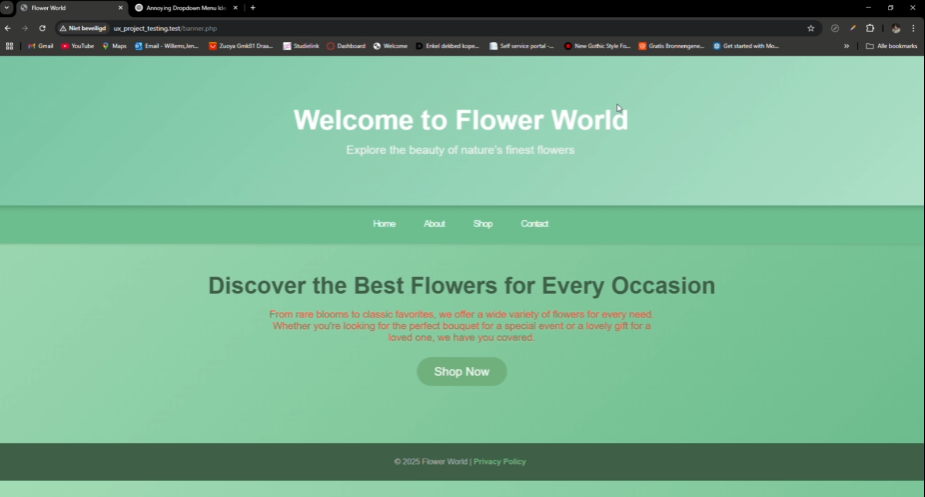 Flower World
Annoying Dropdown Menu Ide
Niet beveiligd
ux_project_testing.test/banner.php
Gmail
YouTube
Maps
Email - Willems,Jen...
Zuoya Gmk81 Draa...
Studielink
Dashboard
Welcome
Enkel dekbed kope...
Self service portal -...
New Gothic Style Fo...
Gratis Bronnengene...
Get started with Mo...
Alle bookmarks
Welcome to Flower World
Explore the beauty of nature's finest flowers
Home
About
Shop
Contact
Discover the Best Flowers for Every Occasion
From rare blooms to classic favorites, we offer a wide variety of flowers for every need.
Whether you're looking for the perfect bouquet for a special event or a lovely gift for a
loved one, we have you covered.
Shop Now
© 2025 Flower World | Privacy Policy